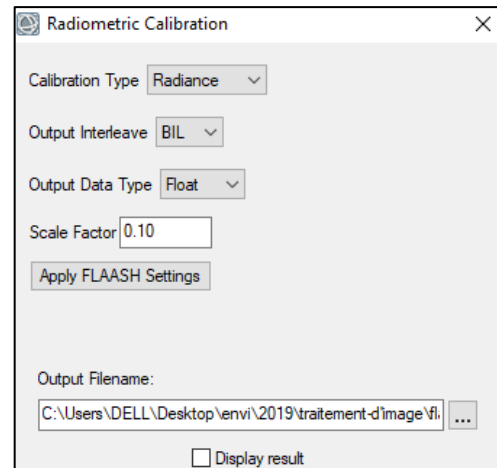 Radiometric Calibration
Calibration Type Radiance
Output Interleave BIL
Output Data Type Float
Scale Factor 0.10
Apply FLAASH Settings
Output Filename:
C:\Users\DELL\Desktop\envi\2019\traitement-d'image\fl ...
Display result